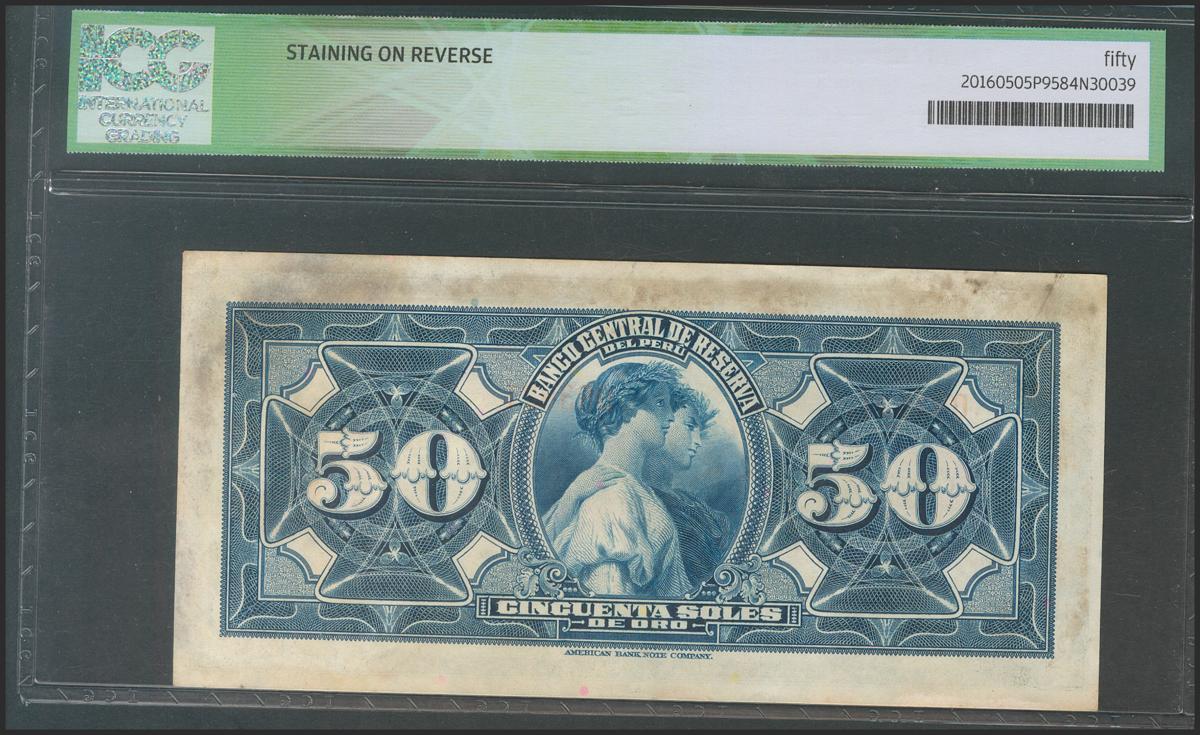 ICG
INTERNATIONAL
CURRENCY
GRADING
STAINING ON REVERSE
fifty
20160505P9584N30039
BANCO CENTRAL DE RESERVA
DEL PERÚ
50
50
CINCUENTA SOLES
DE ORO
AMERICAN BANK NOTE COMPANY.